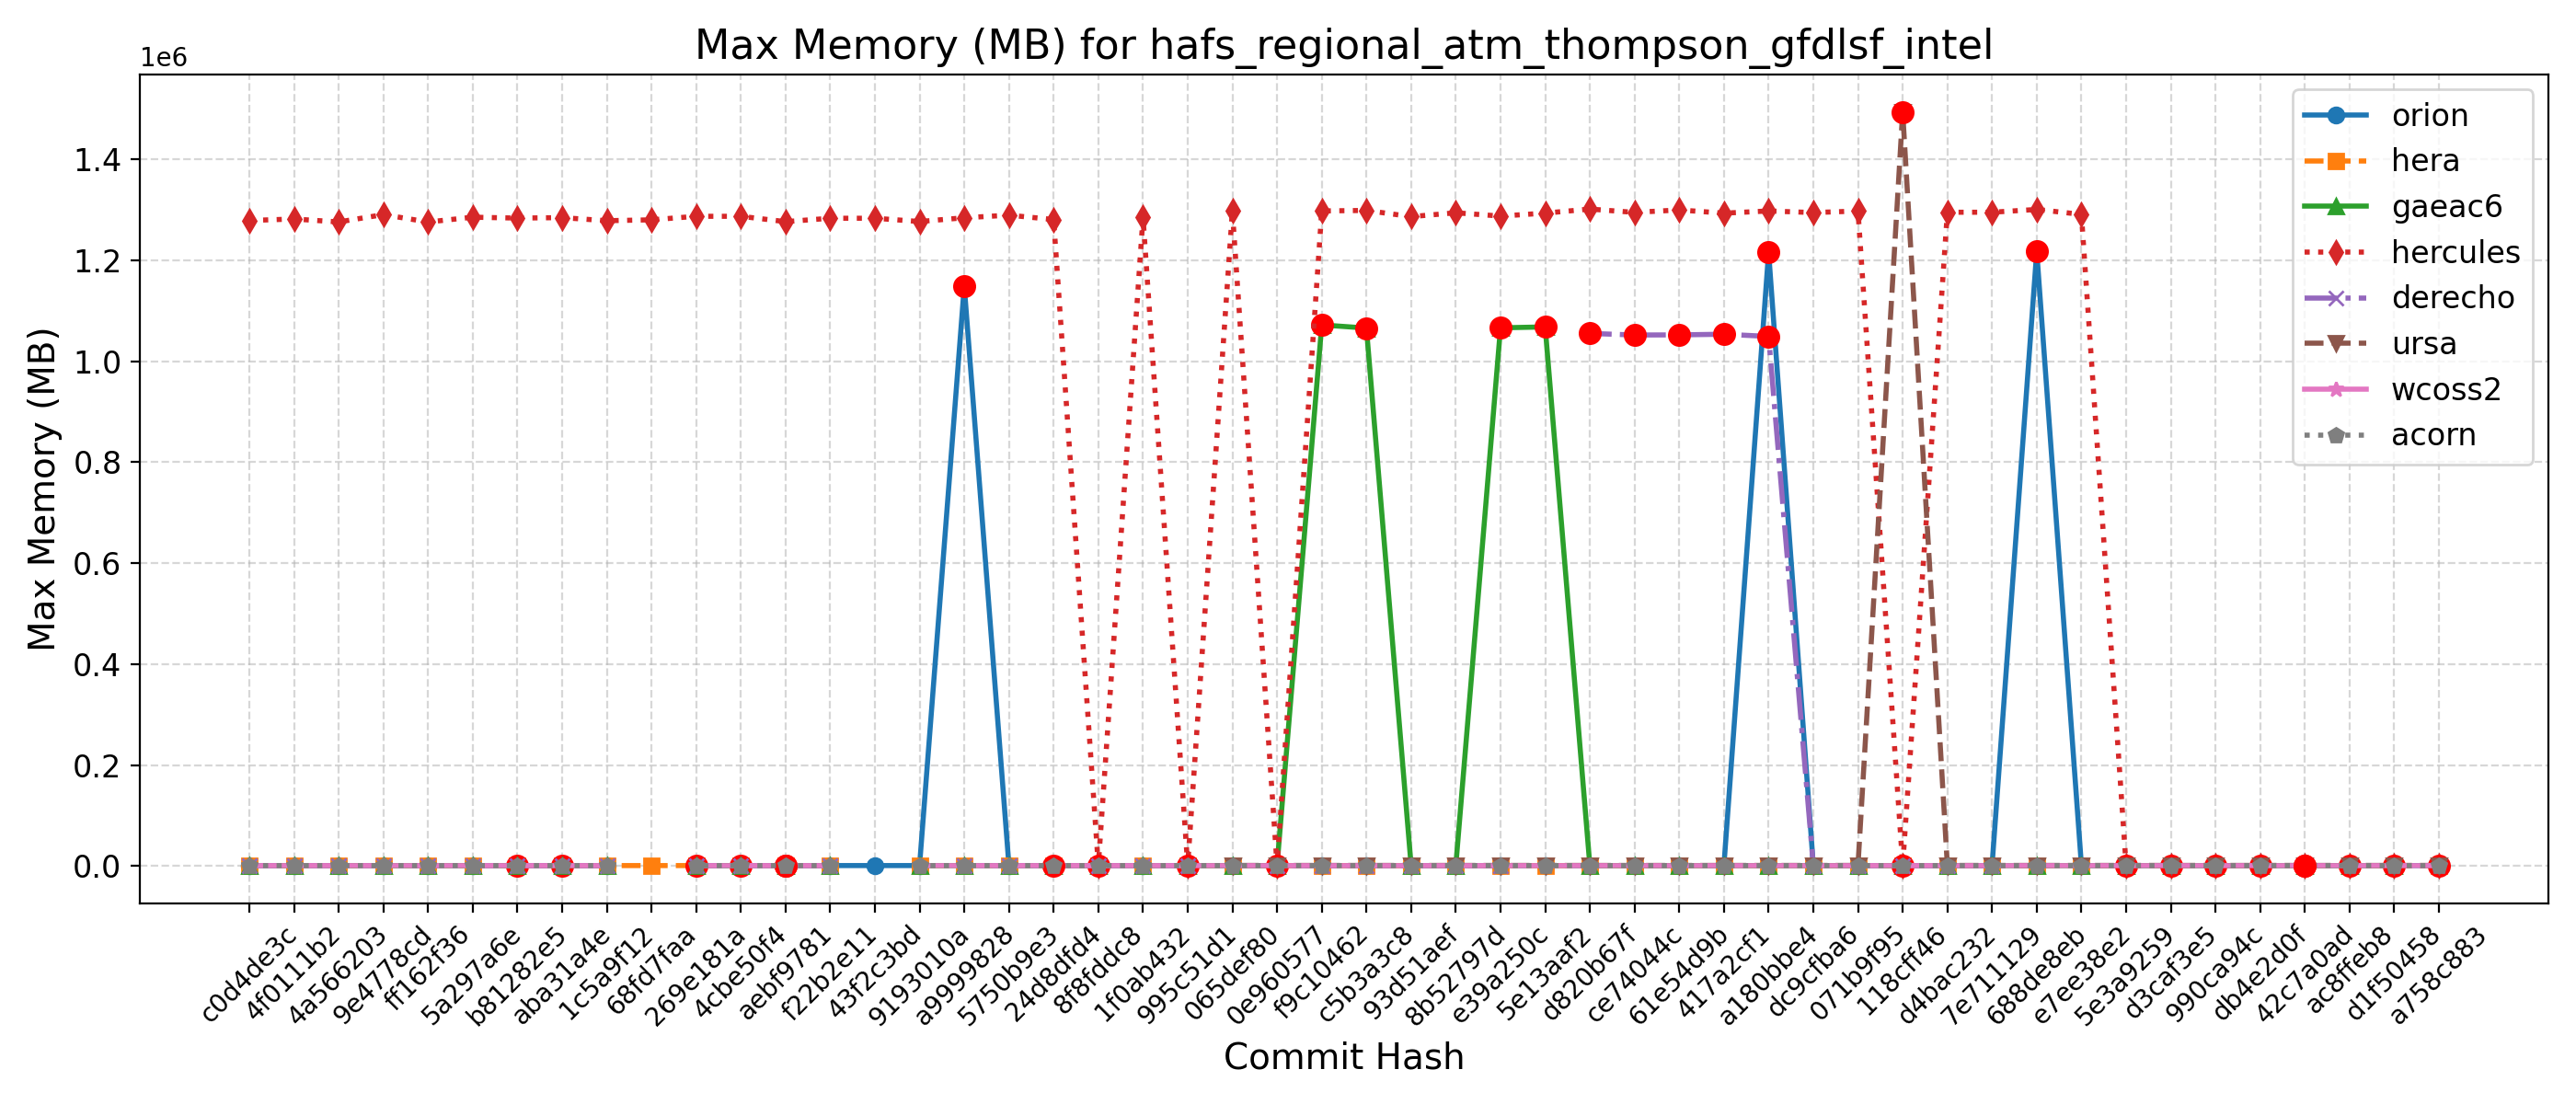 Max Memory (MB) for hafs_regional_atm_thompson_gfdlsf_intel
1e6
1.4
1.2
1.0
0.8
0.6
0.4
0.2
0.0
Max Memory (MB)
orion
hera
gaeac6
hercules
derecho
ursa
wcoss2
acorn
c0d4de3c
4f0111b2
4a566203
9e4778cd
ff162f36
5a297a6e
b81282e5
aba31a4e
1c5a9f12
68fd7faa
269e181a
4cbe50f4
aebf9781
f22b2e11
43f2c3bd
9193010a
a9999828
5750b9e3
24d8dfd4
8f8fddc8
1f0ab432
995c51d1
065def80
0e960577
f9c10462
c5b3a3c8
93d51aef
8b52797d
e39a250c
5e13aaf2
d820b67f
ce74044c
61e54d9b
417a2cf1
a180bbe4
dc9cfba6
071b9f95
118cff46
d4bac232
7e711129
688de8eb
e7ee38e2
5e3a9259
d3caf3e5
990ca94c
db4e2d0f
42c7a0ad
ac8ffeb8
d1f50458
a758c883
Commit Hash